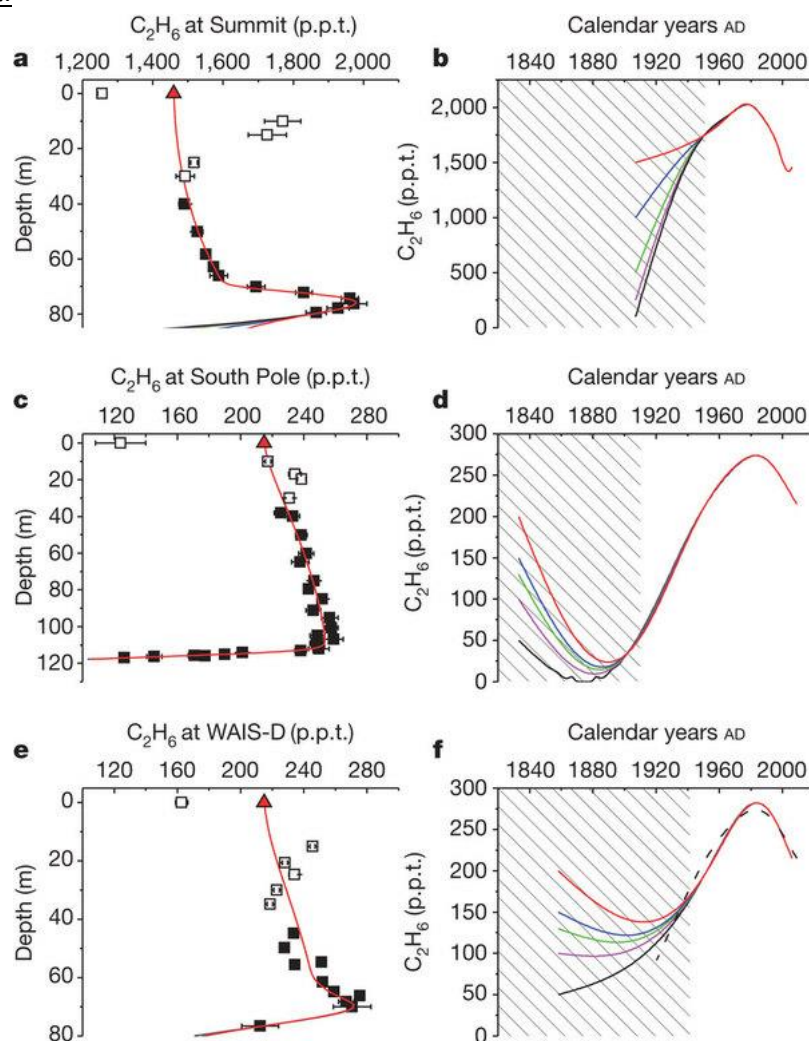 C2H6 at Summit (p.p.t.)
Calendar years AD
a
1,200 1,400 1,600 1,800 2,000
b
1840 1880 1920 1960 2000
0
20
40
60
80
Depth (m)
2,000
1,500
1,000
500
0
C2H6 (p.p.t.)
C2H6 at South Pole (p.p.t.)
Calendar years AD
c
120 160 200 240 280
d
1840 1880 1920 1960 2000
0
20
40
60
80
100
120
Depth (m)
300
250
200
150
100
50
0
C2H6 (p.p.t.)
C2H6 at WAIS-D (p.p.t.)
Calendar years AD
e
120 160 200 240 280
f
1840 1880 1920 1960 2000
0
20
40
60
80
Depth (m)
300
250
200
150
100
50
0
C2H6 (p.p.t.)